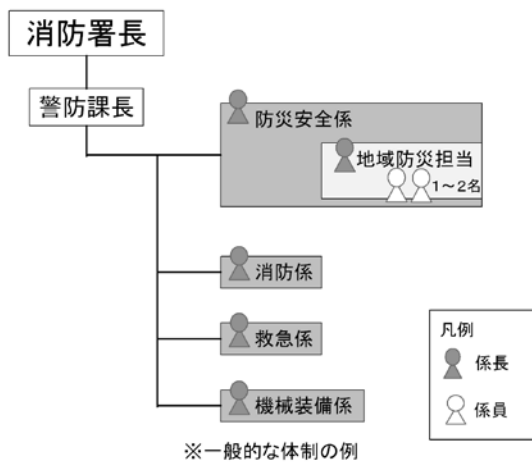 消防署長
警防課長
防災安全係
地域防災担当
1～2名
消防係
救急係
機械装備係
凡例
係長
係員
※一般的な体制の例